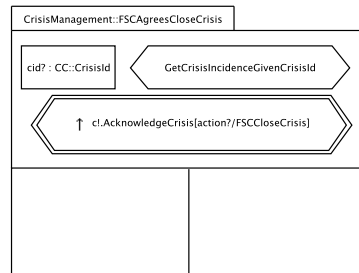 CrisisManagement::FSCAgreesCloseCrisis
cid? : CC::CrisisId
GetCrisisIncidenceGivenCrisisId
↑ c!.AcknowledgeCrisis[action?/FSCCloseCrisis]